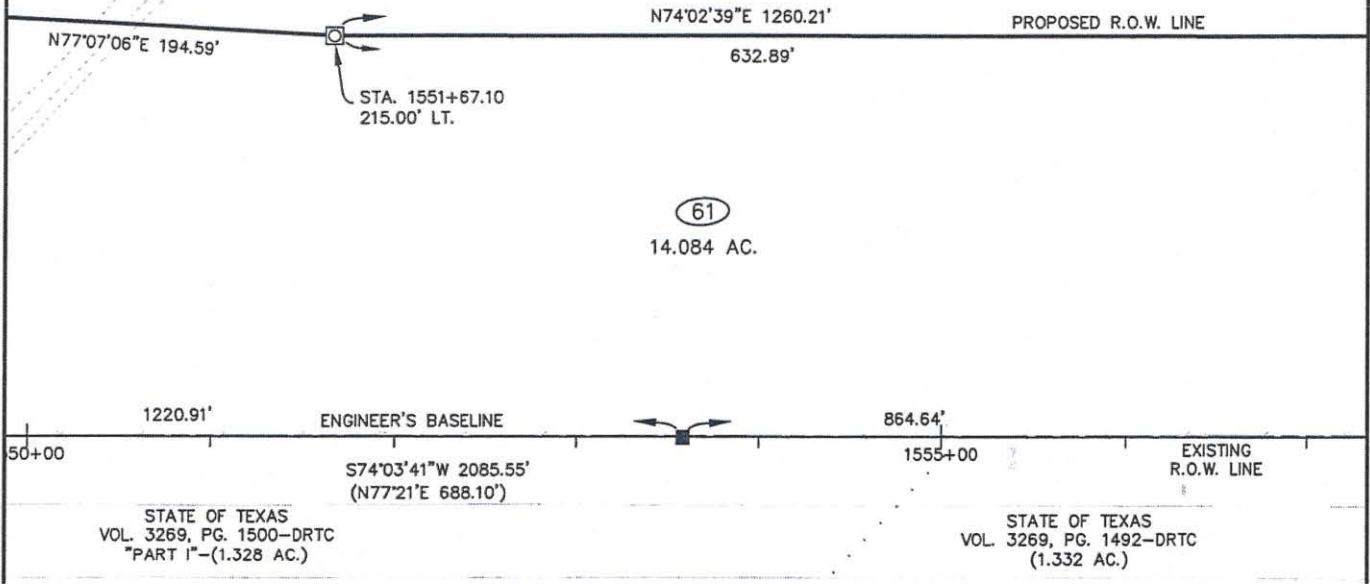 N74°02'39"E 1260.21'
PROPOSED R.O.W. LINE
N77°07'06"E 194.59'
632.89'
STA. 1551+67.10
215.00' LT.
61
14.084 AC.
1220.91'
ENGINEER'S BASELINE
864.64'
50+00
S74°03'41"W 2085.55'
(N77°21'E 688.10')
1555+00
EXISTING
R.O.W. LINE
STATE OF TEXAS
VOL. 3269, PG. 1500-DRTC
"PART I"-(1.328 AC.)
STATE OF TEXAS
VOL. 3269, PG. 1492-DRTC
(1.332 AC.)